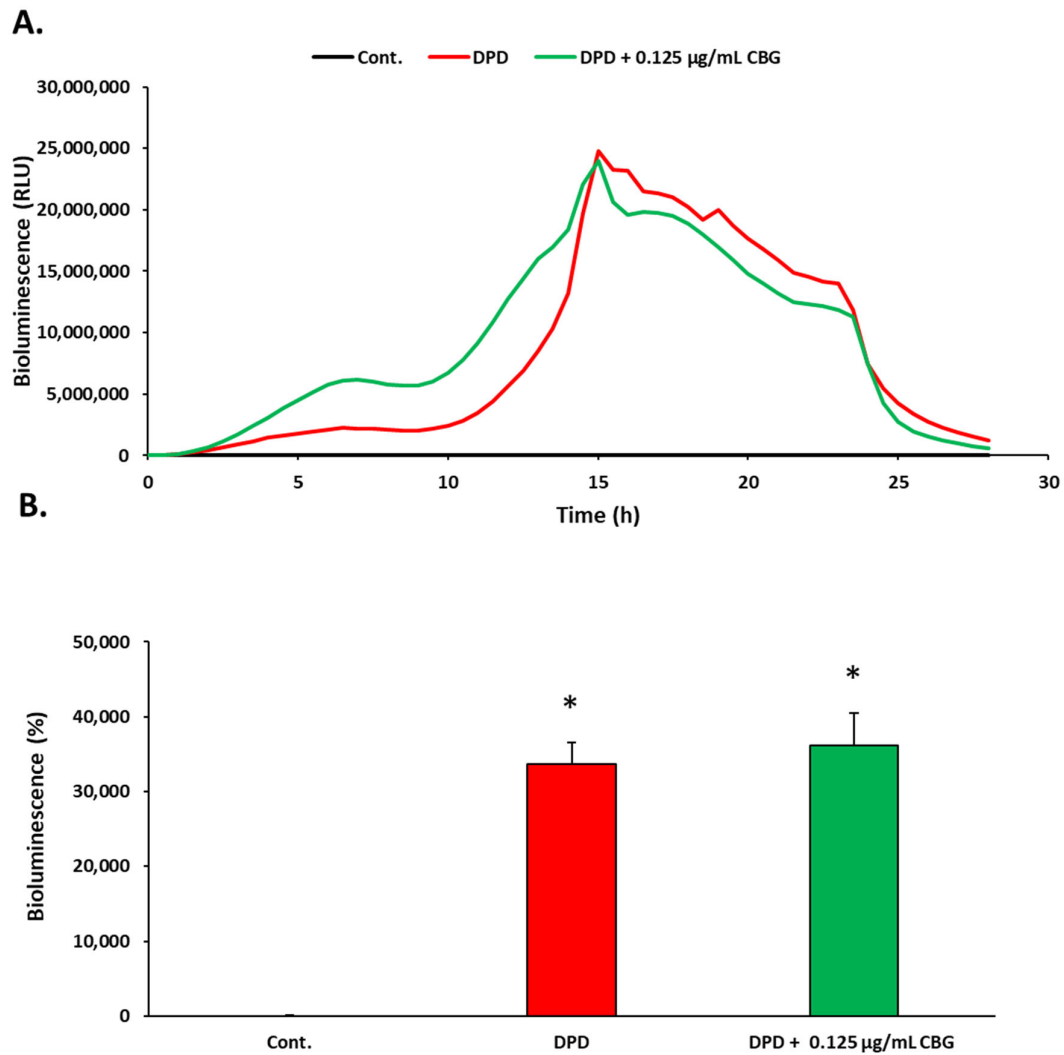 A.
Cont. DPD DPD + 0.125 µg/mL CBG
30,000,000
25,000,000
20,000,000
15,000,000
10,000,000
5,000,000
0
Bioluminescence (RLU)
0 5 10 15 20 25 30
Time (h)
B.
50,000
40,000
30,000
20,000
10,000
0
Bioluminescence (%)
* *
Cont. DPD DPD + 0.125 µg/mL CBG